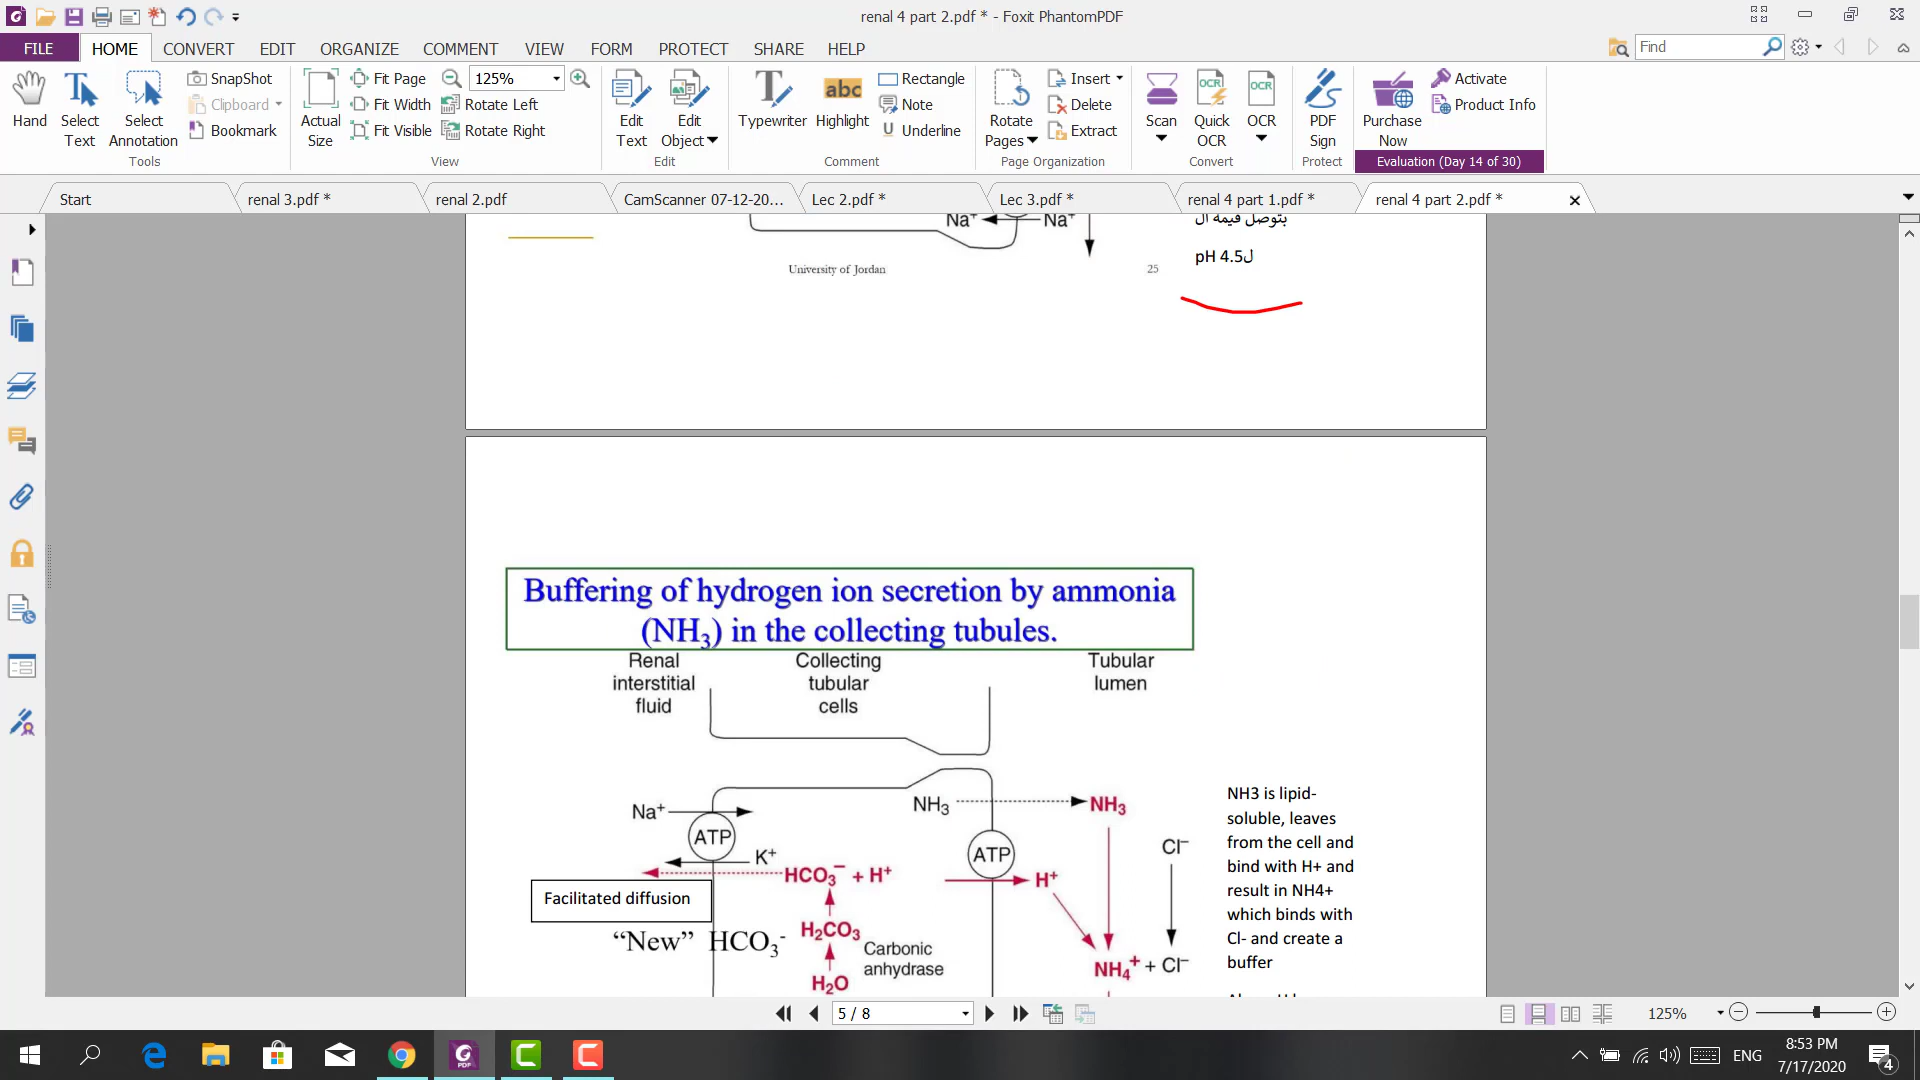 renal 4 part 2.pdf * - Foxit PhantomPDF
FILE HOME CONVERT EDIT ORGANIZE COMMENT VIEW FORM PROTECT SHARE HELP
Find
Hand
Select Text
Select Annotation
SnapShot
Clipboard
Bookmark
Tools
Actual Size
Fit Page
Fit Width
Fit Visible
125%
Rotate Left
Rotate Right
View
Edit Text
Edit Object
Edit
Typewriter
abc
Highlight
Rectangle
Note
Underline
Comment
Rotate Pages
Insert
Delete
Extract
Page Organization
Scan
OCR
Quick OCR
OCR
OCR
Convert
PDF Sign
Protect
Purchase Now
Activate
Product Info
Evaluation (Day 14 of 30)
Start
renal 3.pdf *
renal 2.pdf
CamScanner 07-12-20...
Lec 2.pdf *
Lec 3.pdf *
renal 4 part 1.pdf *
renal 4 part 2.pdf *
Na+ Na+
بتوصل قيمة ال
pH 4.5ل
University of Jordan 25
Buffering of hydrogen ion secretion by ammonia
(NH3) in the collecting tubules.
Renal
interstitial
fluid
Collecting
tubular
cells
Tubular
lumen
Na+
ATP
K+
NH3
NH3
ATP
Cl−
HCO3− + H+
H+
Facilitated diffusion
“New” HCO3-
H2CO3
Carbonic
anhydrase
H2O
NH4+ + Cl−
NH3 is lipid-
soluble, leaves
from the cell and
bind with H+ and
result in NH4+
which binds with
Cl- and create a
buffer
5 / 8
125%
PDF
ENG
8:53 PM
7/17/2020
4